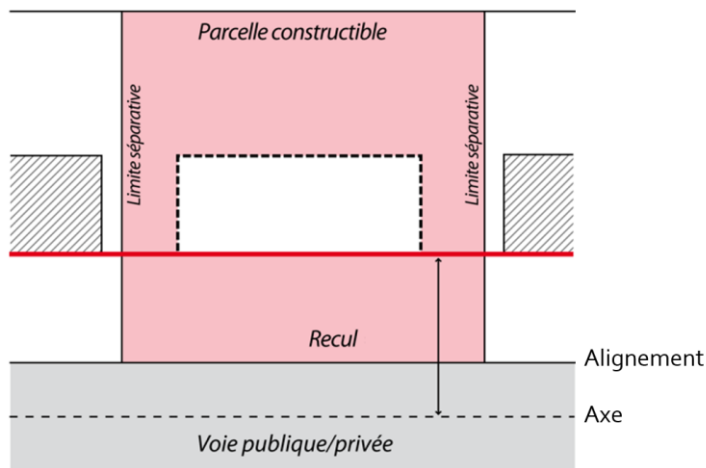 Parcelle constructible
Limite séparative
Limite séparative
Recul
Alignement
Axe
Voie publique/privée